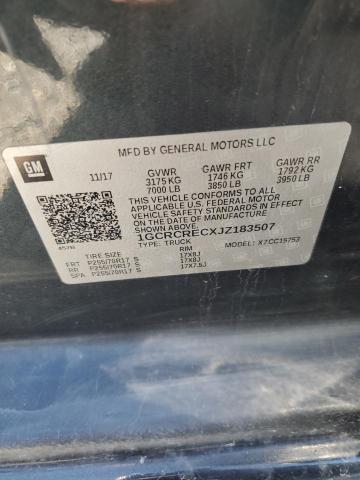 MFD BY GENERAL MOTORS LLC
GM
11/17 GVWR GAWR FRT GAWR RR
3175 KG 1746 KG 1792 KG
7000 LB 3850 LB 3950 LB
THIS VEHICLE CONFORMS TO ALL
APPLICABLE U.S. FEDERAL MOTOR
VEHICLE SAFETY STANDARDS IN EFFECT
ON THE DATE OF MANUFACTURE
SHOWN ABOVE.
1GCRCRECXJZ183507
TYPE: TRUCK MODEL: X7CC15753
TIRE SIZE RIM
FRT P255/70R17 S 17X8J
RR P255/70R17 S 17X8J
SPA P255/70R17 S 17X7.5J